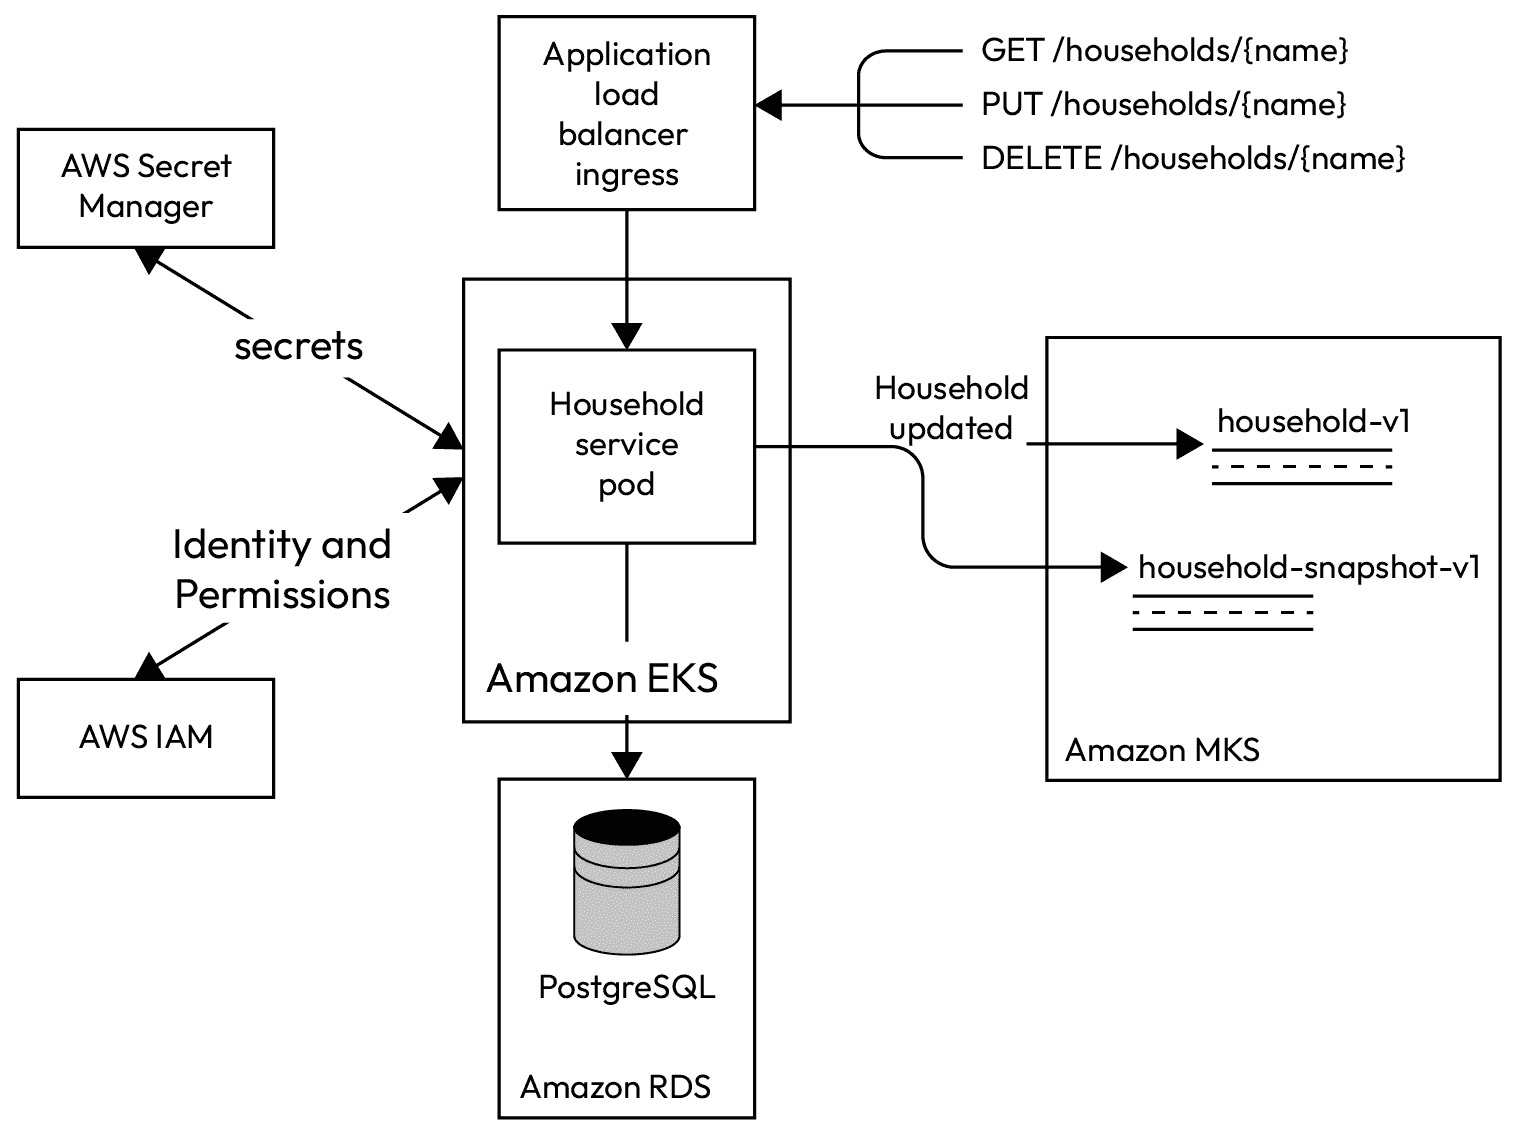 Application
load
balancer
ingress
GET /households/{name}
PUT /households/{name}
DELETE /households/{name}
AWS Secret
Manager
secrets
Household
service
pod
Household
updated
household-v1
Identity and
Permissions
household-snapshot-v1
Amazon EKS
AWS IAM
Amazon MKS
PostgreSQL
Amazon RDS